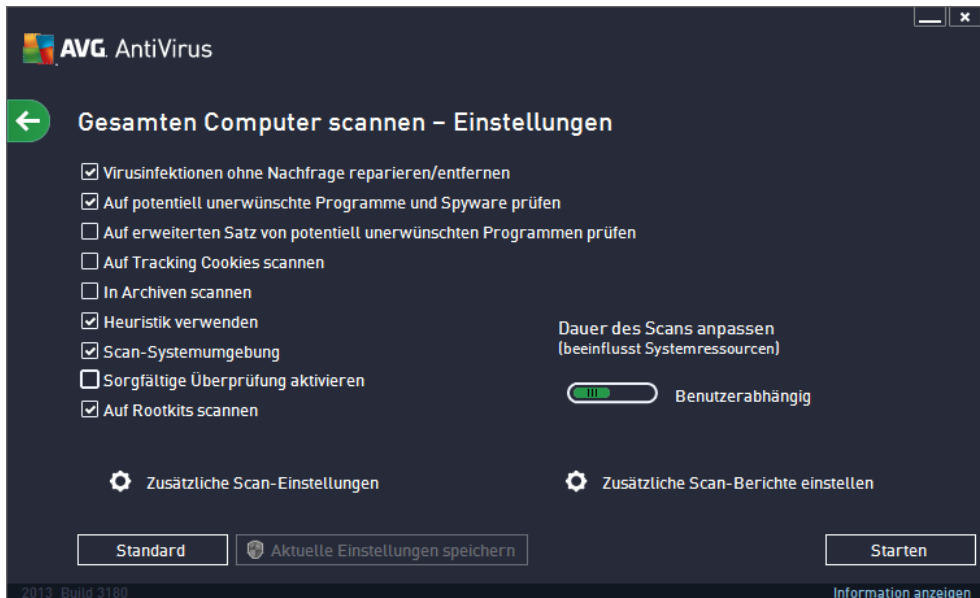 AVG. AntiVirus
Gesamten Computer scannen – Einstellungen
Virusinfektionen ohne Nachfrage reparieren/entfernen
Auf potentiell unerwünschte Programme und Spyware prüfen
Auf erweiterten Satz von potentiell unerwünschten Programmen prüfen
Auf Tracking Cookies scannen
In Archiven scannen
Heuristik verwenden
Scan-Systemumgebung
Sorgfältige Überprüfung aktivieren
Auf Rootkits scannen
Dauer des Scans anpassen
(beeinflusst Systemressourcen)
Benutzerabhängig
Zusätzliche Scan-Einstellungen
Zusätzliche Scan-Berichte einstellen
Standard
Aktuelle Einstellungen speichern
Starten
2013 Build 3180
Information anzeigen